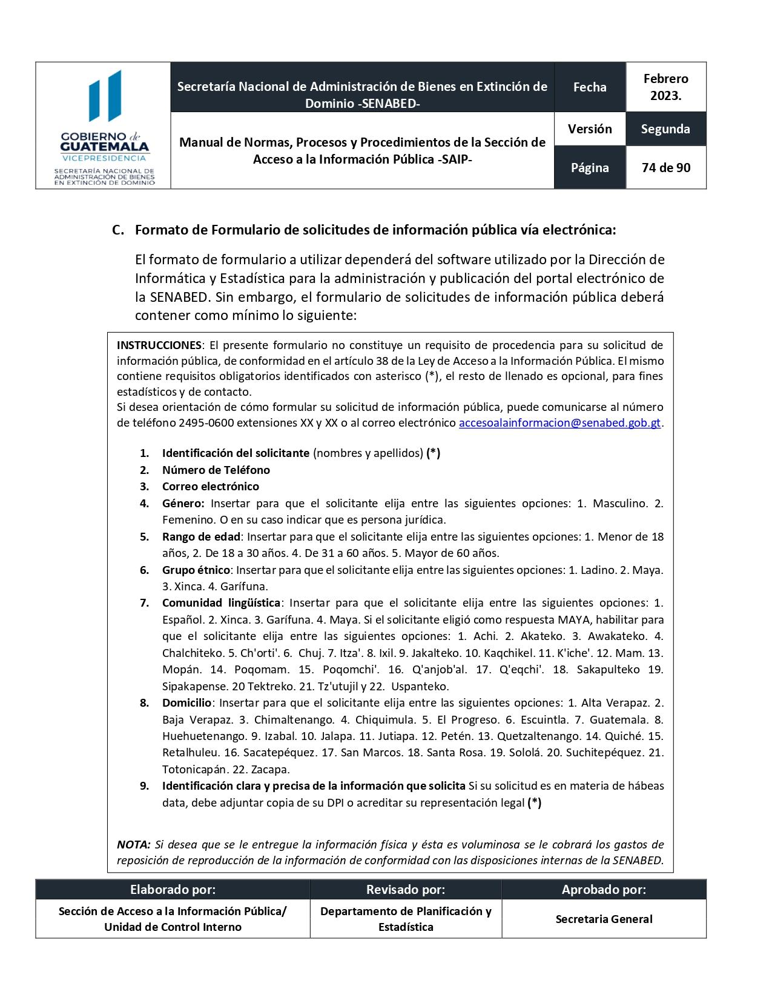 GOBIERNO de
GUATEMALA
VICEPRESIDENCIA
SECRETARÍA NACIONAL DE
ADMINISTRACIÓN DE BIENES
EN EXTINCIÓN DE DOMINIO
Secretaría Nacional de Administración de Bienes en Extinción de
Dominio -SENABED-
Fecha
Febrero
2023.
Manual de Normas, Procesos y Procedimientos de la Sección de
Acceso a la Información Pública -SAIP-
Versión
Segunda
Página
74 de 90
C. Formato de Formulario de solicitudes de información pública vía electrónica:
El formato de formulario a utilizar dependerá del software utilizado por la Dirección de
Informática y Estadística para la administración y publicación del portal electrónico de
la SENABED. Sin embargo, el formulario de solicitudes de información pública deberá
contener como mínimo lo siguiente:
INSTRUCCIONES: El presente formulario no constituye un requisito de procedencia para su solicitud de
información pública, de conformidad en el artículo 38 de la Ley de Acceso a la Información Pública. El mismo
contiene requisitos obligatorios identificados con asterisco (*), el resto de llenado es opcional, para fines
estadísticos y de contacto.
Si desea orientación de cómo formular su solicitud de información pública, puede comunicarse al número
de teléfono 2495-0600 extensiones XX y XX o al correo electrónico accesoalainformacion@senabed.gob.gt.
1. Identificación del solicitante (nombres y apellidos) (*)
2. Número de Teléfono
3. Correo electrónico
4. Género: Insertar para que el solicitante elija entre las siguientes opciones: 1. Masculino. 2.
Femenino. O en su caso indicar que es persona jurídica.
5. Rango de edad: Insertar para que el solicitante elija entre las siguientes opciones: 1. Menor de 18
años, 2. De 18 a 30 años. 4. De 31 a 60 años. 5. Mayor de 60 años.
6. Grupo étnico: Insertar para que el solicitante elija entre las siguientes opciones: 1. Ladino. 2. Maya.
3. Xinca. 4. Garífuna.
7. Comunidad lingüística: Insertar para que el solicitante elija entre las siguientes opciones: 1.
Español. 2. Xinca. 3. Garífuna. 4. Maya. Si el solicitante eligió como respuesta MAYA, habilitar para
que el solicitante elija entre las siguientes opciones: 1. Achi. 2. Akateko. 3. Awakateko. 4.
Chalchiteko. 5. Ch'orti'. 6. Chuj. 7. Itza'. 8. Ixil. 9. Jakalteko. 10. Kaqchikel. 11. K'iche'. 12. Mam. 13.
Mopán. 14. Poqomam. 15. Poqomchi'. 16. Q'anjob'al. 17. Q'eqchi'. 18. Sakapulteko 19.
Sipakapense. 20 Tektreko. 21. Tz'utujil y 22. Uspanteko.
8. Domicilio: Insertar para que el solicitante elija entre las siguientes opciones: 1. Alta Verapaz. 2.
Baja Verapaz. 3. Chimaltenango. 4. Chiquimula. 5. El Progreso. 6. Escuintla. 7. Guatemala. 8.
Huehuetenango. 9. Izabal. 10. Jalapa. 11. Jutiapa. 12. Petén. 13. Quetzaltenango. 14. Quiché. 15.
Retalhuleu. 16. Sacatepéquez. 17. San Marcos. 18. Santa Rosa. 19. Sololá. 20. Suchitepéquez. 21.
Totonicapán. 22. Zacapa.
9. Identificación clara y precisa de la información que solicita Si su solicitud es en materia de hábeas
data, debe adjuntar copia de su DPI o acreditar su representación legal (*)
NOTA: Si desea que se le entregue la información física y ésta es voluminosa se le cobrará los gastos de
reposición de reproducción de la información de conformidad con las disposiciones internas de la SENABED.
Elaborado por:
Revisado por:
Aprobado por:
Sección de Acceso a la Información Pública/
Unidad de Control Interno
Departamento de Planificación y
Estadística
Secretaria General